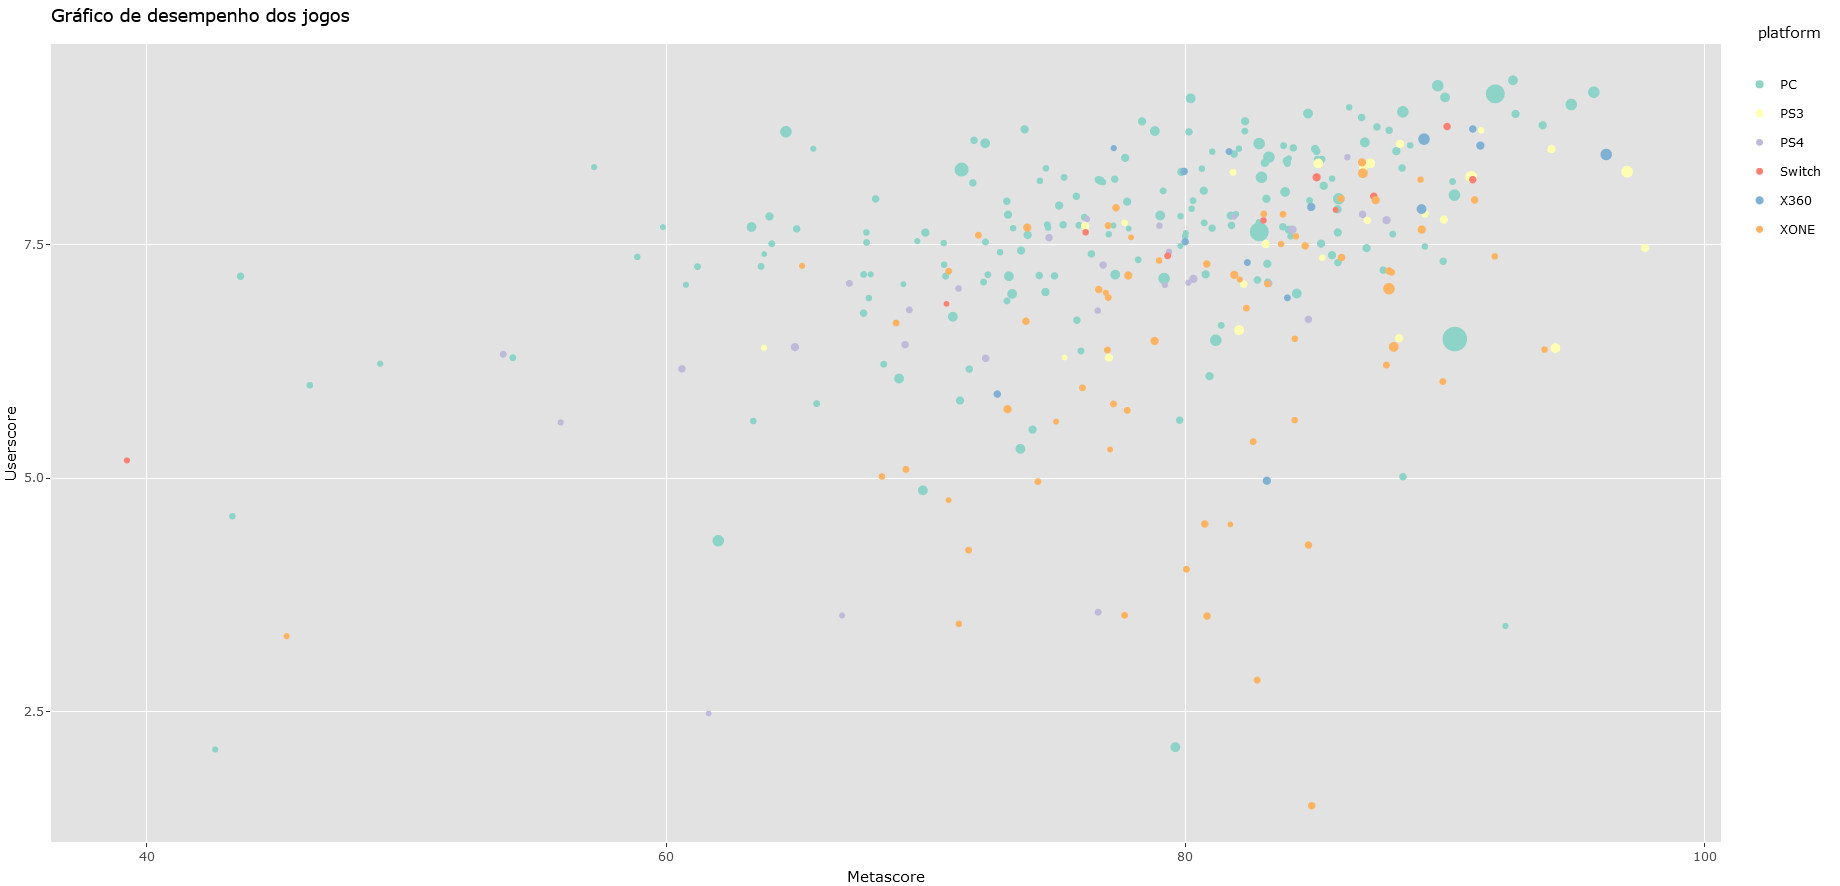 Gráfico de desempenho dos jogos
platform
PC
PS3
PS4
Switch
X360
XONE
Userscore
7.5
5.0
2.5
40
60
80
100
Metascore